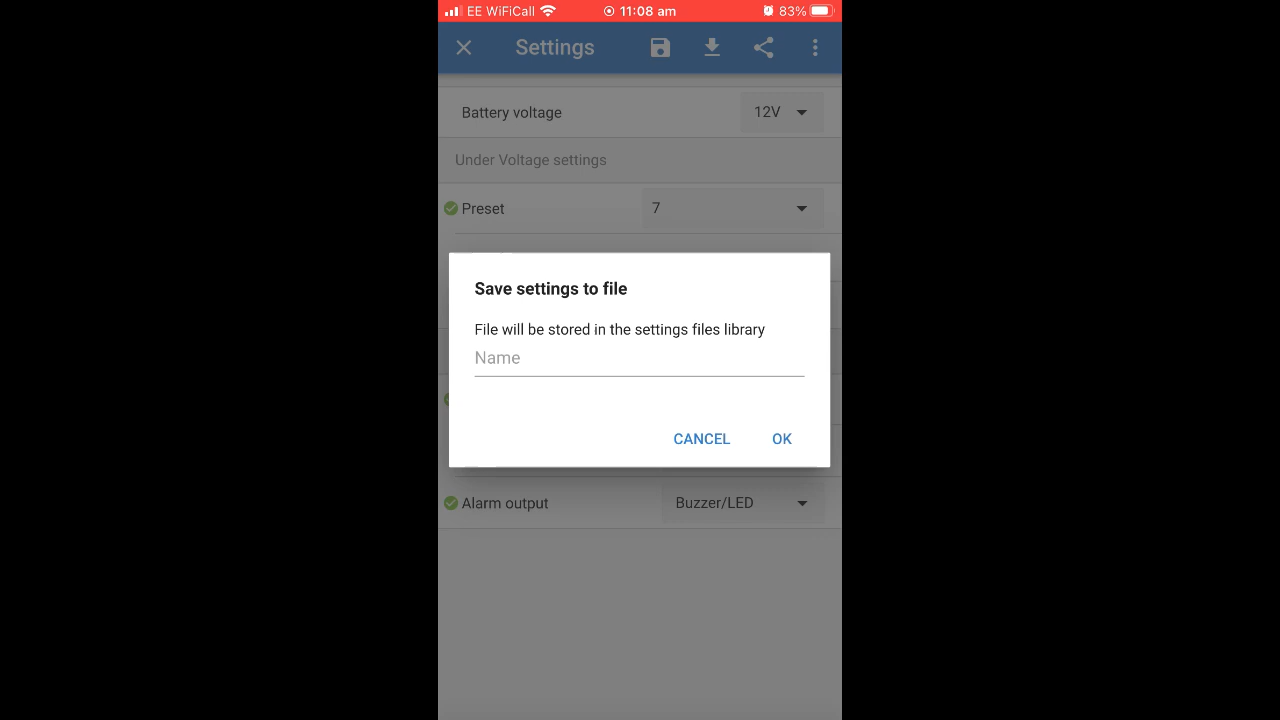 EE WiFiCall 11:08 am 83%
Settings
Battery voltage 12V
Under Voltage settings
Preset 7
Save settings to file
File will be stored in the settings files library
Name
CANCEL OK
Alarm output Buzzer/LED